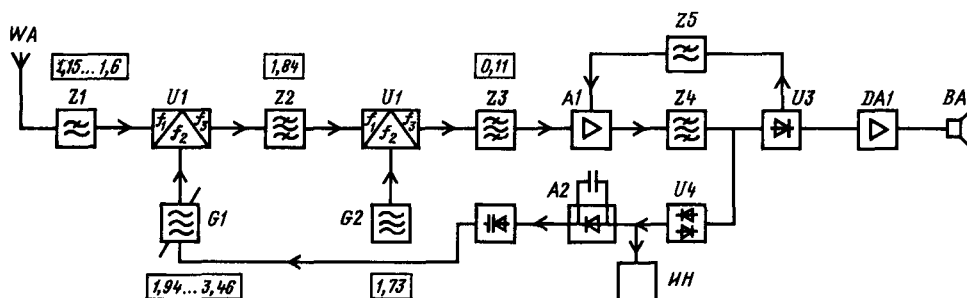 WA
1,15...1,6
Z1
U1
f1 f2 f3
1,84
Z2
U1
f1 f2 f3
0,11
Z3
A1
Z5
Z4
U3
DA1
BA
G1
1,94...3,46
G2
1,73
A2
U4
ИН